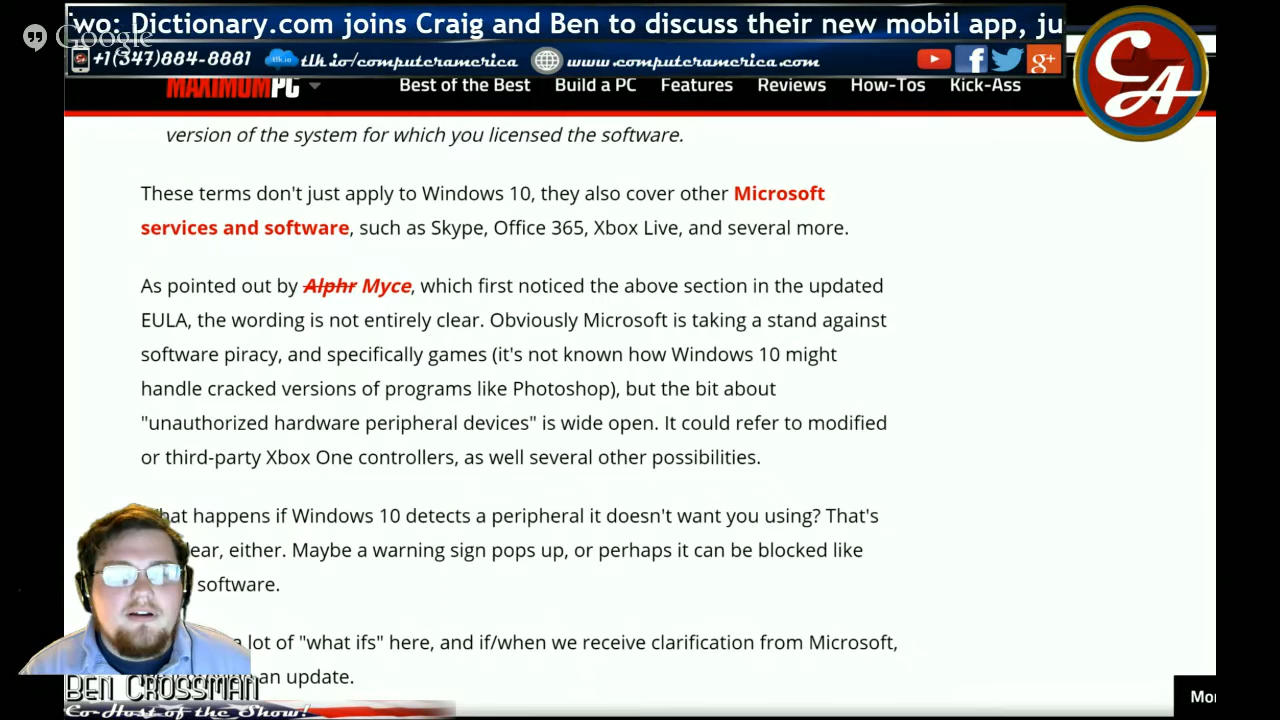 wo: Dictionary.com joins Craig and Ben to discuss their new mobil app, ju
Google
+1(347)884-8881 tlk.io/computeramerica www.computeramerica.com
CA
MAXIMUMPC Best of the Best Build a PC Features Reviews How-Tos Kick-Ass
version of the system for which you licensed the software.
These terms don't just apply to Windows 10, they also cover other Microsoft
services and software, such as Skype, Office 365, Xbox Live, and several more.
As pointed out by Alphr Myce, which first noticed the above section in the updated
EULA, the wording is not entirely clear. Obviously Microsoft is taking a stand against
software piracy, and specifically games (it's not known how Windows 10 might
handle cracked versions of programs like Photoshop), but the bit about
"unauthorized hardware peripheral devices" is wide open. It could refer to modified
or third-party Xbox One controllers, as well several other possibilities.
hat happens if Windows 10 detects a peripheral it doesn't want you using? That's
ear, either. Maybe a warning sign pops up, or perhaps it can be blocked like
software.
a lot of "what ifs" here, and if/when we receive clarification from Microsoft,
an update.
BEN CROSSMAN
Co-Host of the Show!
Mo